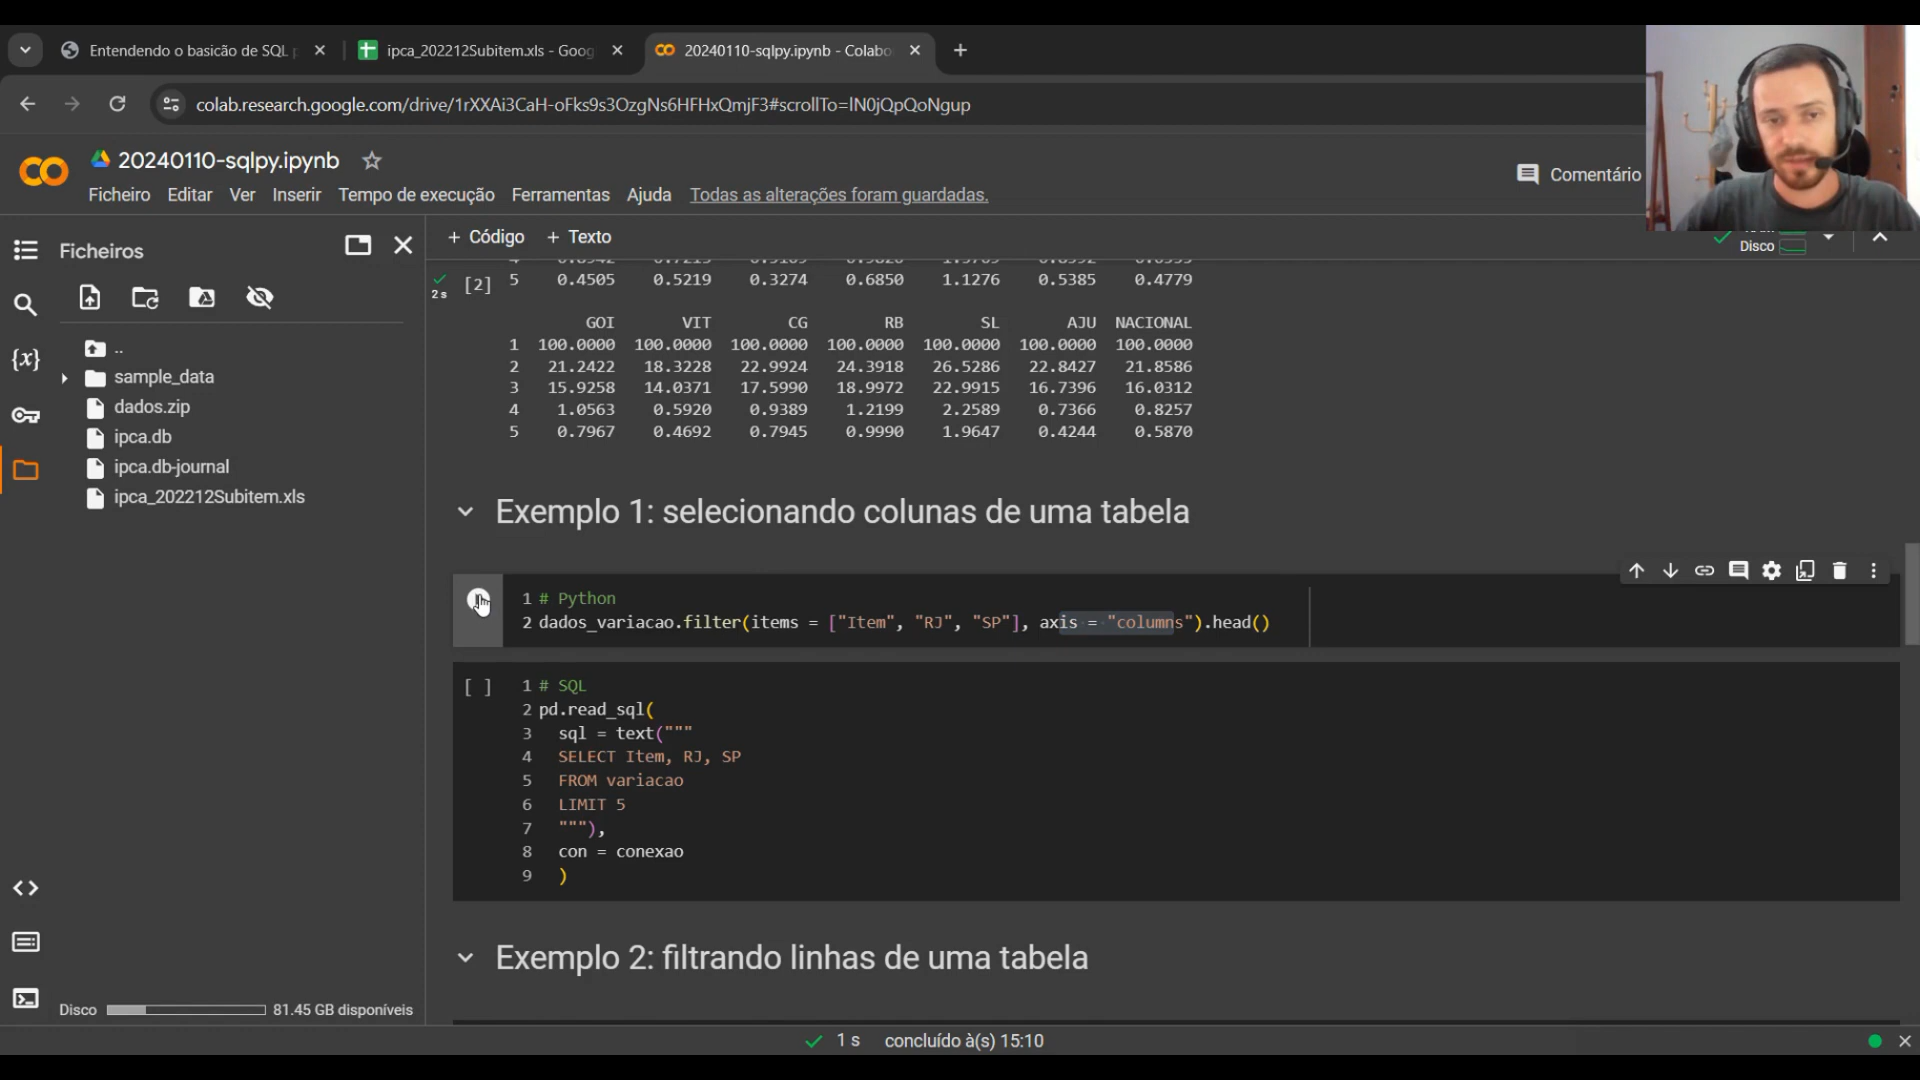 Entendendo o basicão de SQL p
ipca_202212Subitem.xls - Goog
20240110-sqlpy.ipynb - Colabo
colab.research.google.com/drive/1rXXAi3CaH-oFks9s3OzgNs6HFHxQmjF3#scrollTo=lN0jQpQoNgup
20240110-sqlpy.ipynb
Comentário
Ficheiro Editar Ver Inserir Tempo de execução Ferramentas Ajuda Todas as alterações foram guardadas.
Ficheiros
+ Código + Texto
Disco
..
sample_data
dados.zip
ipca.db
ipca.db-journal
ipca_202212Subitem.xls
Disco 81.45 GB disponíveis
2 s [2] 5 0.4505 0.5219 0.3274 0.6850 1.1276 0.5385 0.4779
GOI VIT CG RB SL AJU NACIONAL
1 100.0000 100.0000 100.0000 100.0000 100.0000 100.0000 100.0000
2 21.2422 18.3228 22.9924 24.3918 26.5286 22.8427 21.8586
3 15.9258 14.0371 17.5990 18.9972 22.9915 16.7396 16.0312
4 1.0563 0.5920 0.9389 1.2199 2.2589 0.7366 0.8257
5 0.7967 0.4692 0.7945 0.9990 1.9647 0.4244 0.5870
Exemplo 1: selecionando colunas de uma tabela
1 # Python
2 dados_variacao.filter(items = ["Item", "RJ", "SP"], axis = "columns").head()
[ ] 1 # SQL
2 pd.read_sql(
3 sql = text("""
4 SELECT Item, RJ, SP
5 FROM variacao
6 LIMIT 5
7 """),
8 con = conexao
9 )
Exemplo 2: filtrando linhas de uma tabela
1 s concluído à(s) 15:10